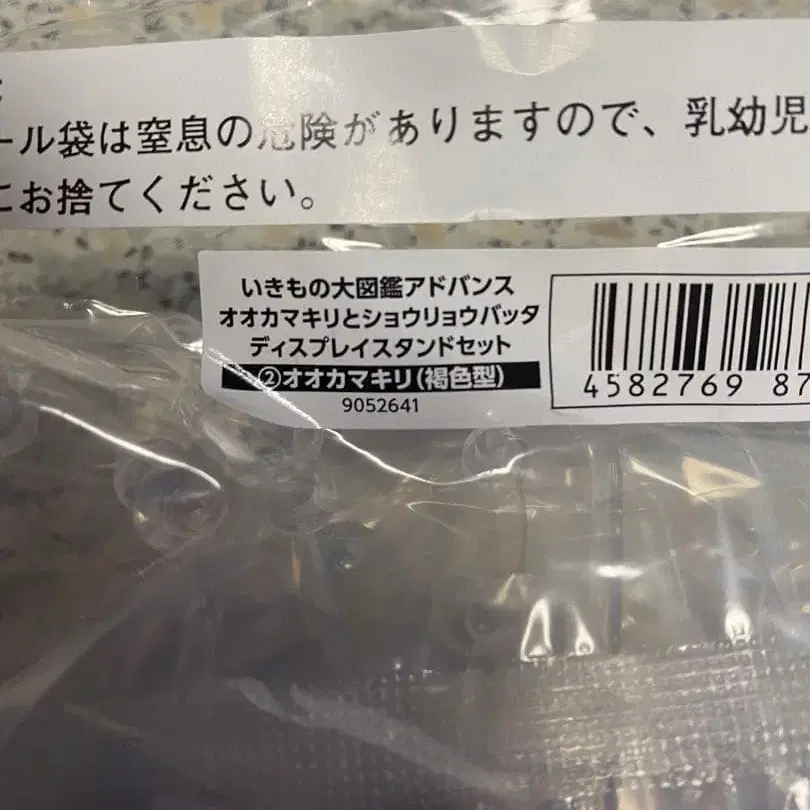 ール袋は窒息の危険がありますので、乳幼児
にお捨てください。
いきもの大図鑑アドバンス
オオカマキリとショウリョウバッタ
ディスプレイスタンドセット
②オオカマキリ(褐色型)
9052641
4582769 87